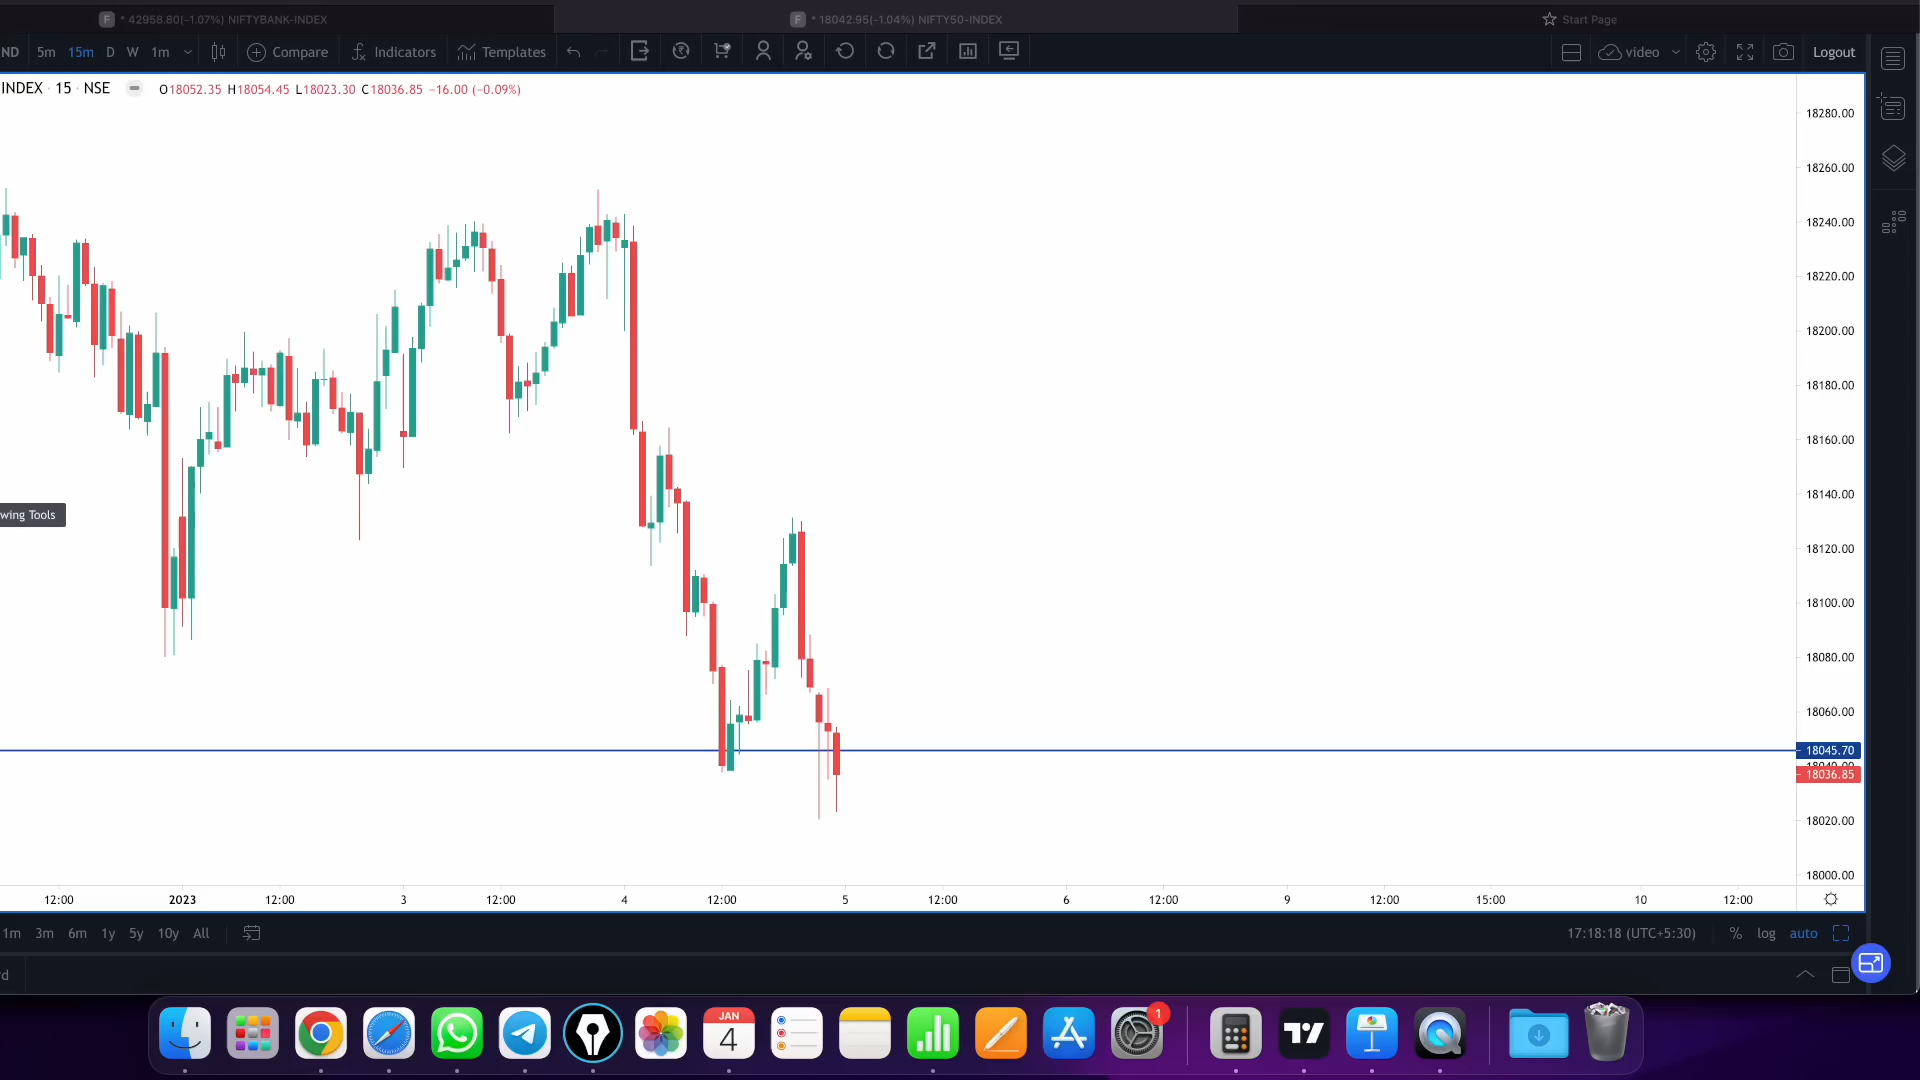 F * 42958.80(-1.07%) NIFTYBANK-INDEX
F * 18042.95(-1.04%) NIFTY50-INDEX
Start Page
ND 5m 15m D W 1m Compare Indicators Templates video Logout
INDEX · 15 · NSE O18052.35 H18054.45 L18023.30 C18036.85 −16.00 (−0.09%)
18280.00
18260.00
18240.00
18220.00
18200.00
18180.00
18160.00
18140.00
wing Tools
18120.00
18100.00
18080.00
18060.00
18045.70
18040.00
18036.85
18020.00
18000.00
12:00 2023 12:00 3 12:00 4 12:00 5 12:00 6 12:00 9 12:00 15:00 10 12:00
1m 3m 6m 1y 5y 10y All 17:18:18 (UTC+5:30) % log auto
d
JAN
4
1